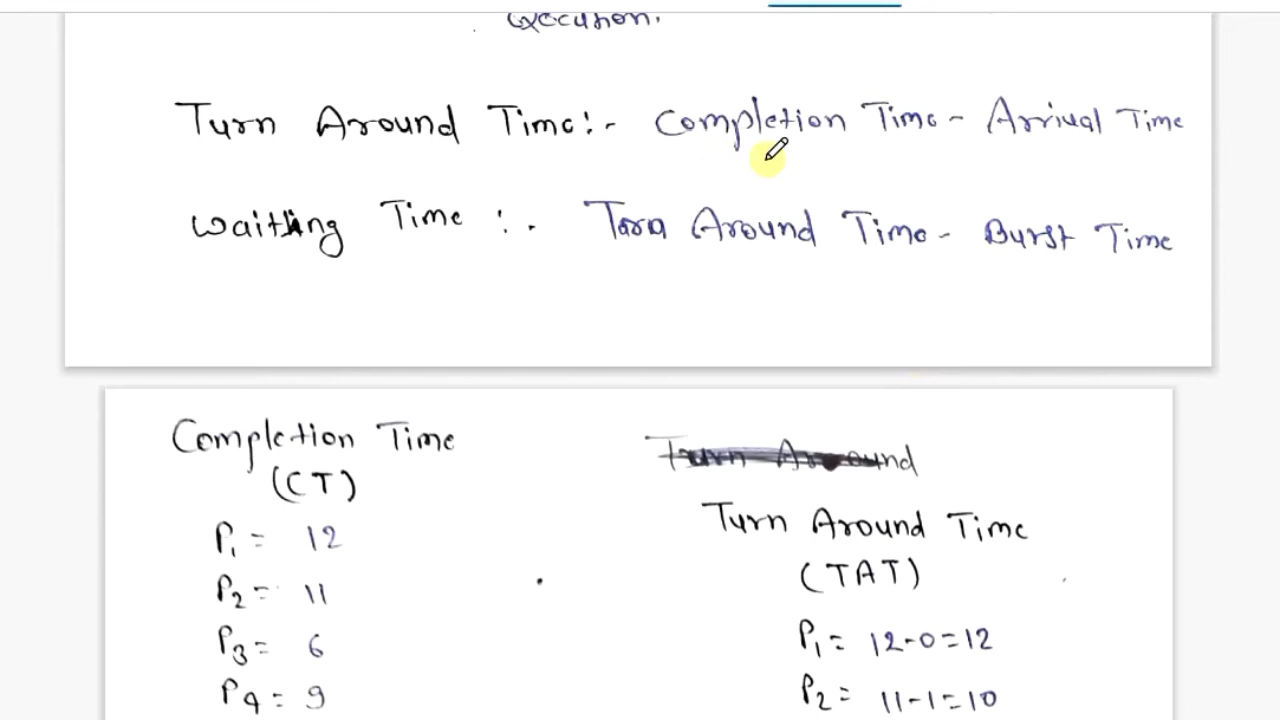 execution.
Turn Around Time:- Completion Time - Arrival Time
Waiting Time :- Turn Around Time - Burst Time
Completion Time
(CT)
P1 = 12
P2 = 11
P3 = 6
P4 = 9
Turn Around
Turn Around Time
(TAT)
P1 = 12-0=12
P2 = 11-1=10